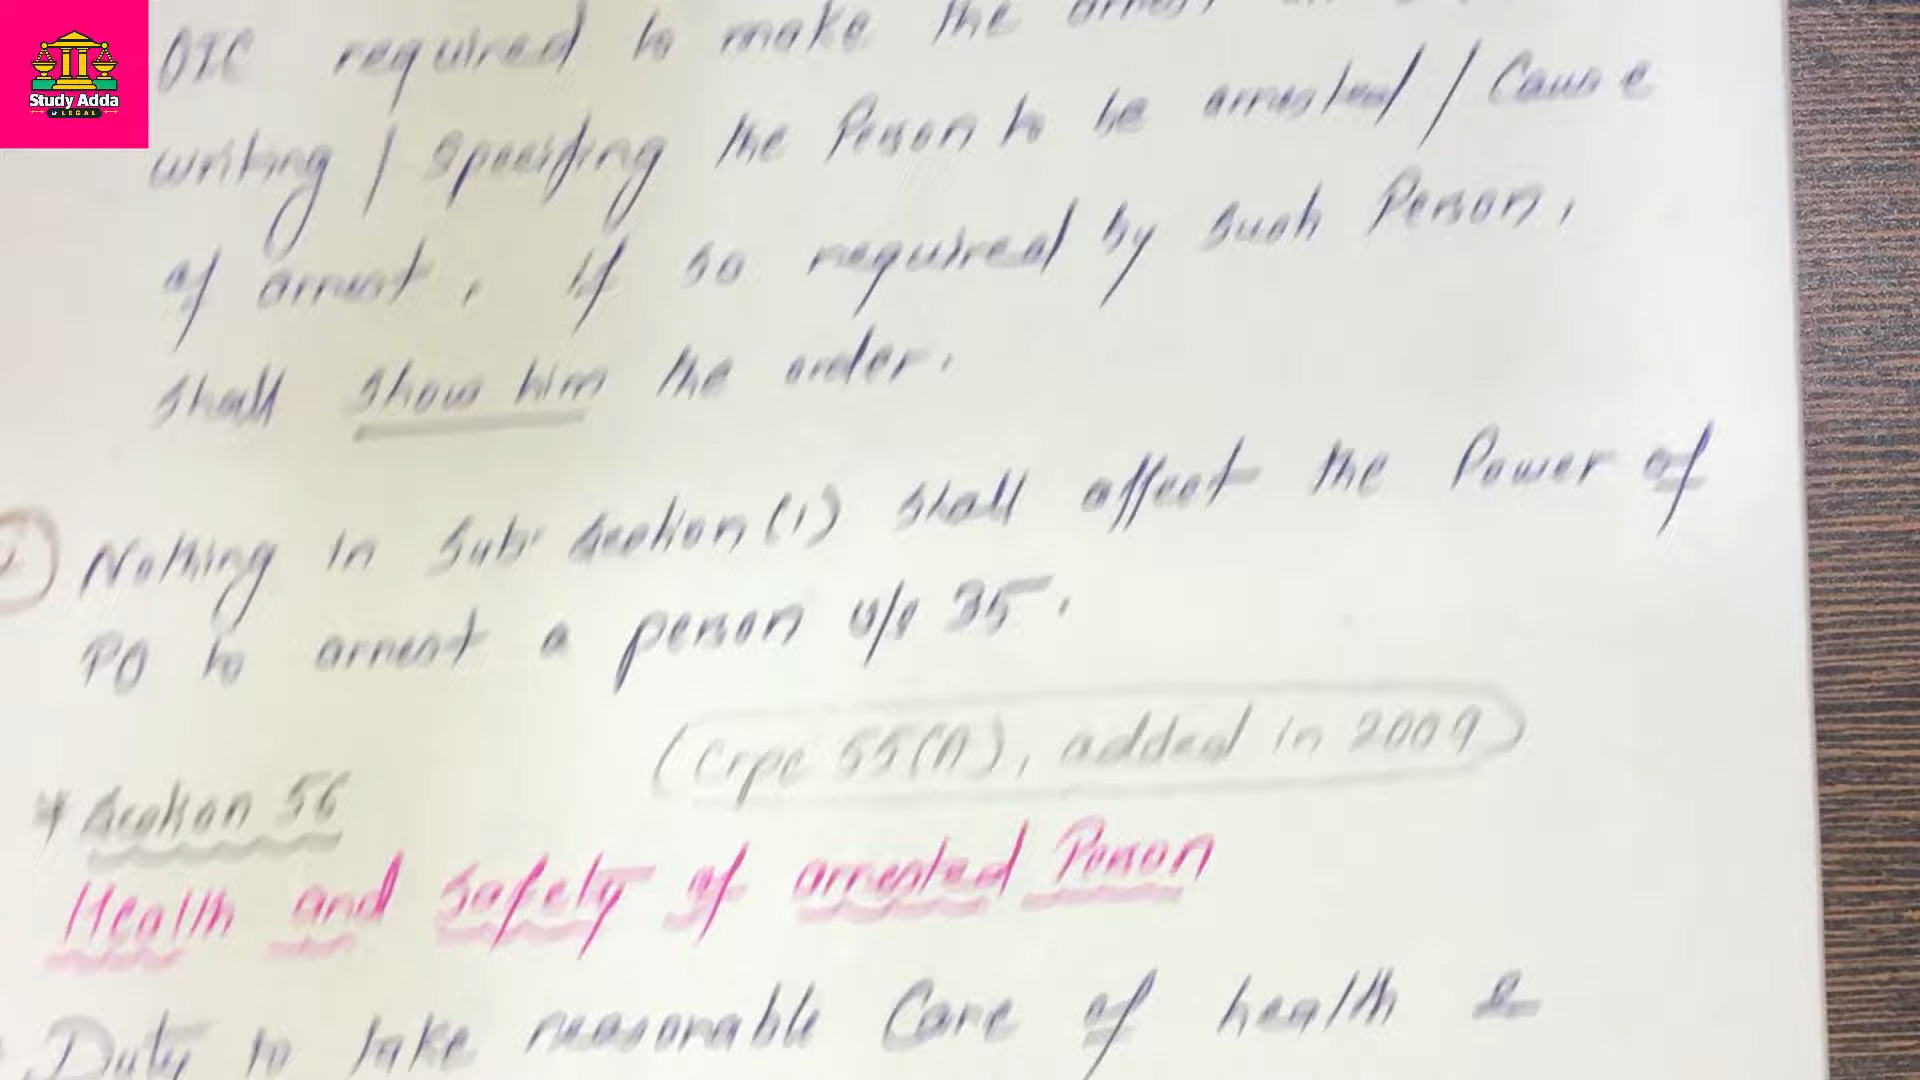 Study Adda
LEGAL
OIC required to make the arrest
writing / Specifing the Person to be arrested / Cause
of arrest, if so required by such Person,
shall show him the order.
Nothing in Sub-Section (1) shall affect the Power of
PO to arrest a person u/s 35.
(Crpc 55(A), added in 2009)
* Section 56
Health and Safety of arrested Person
Duty to take reasonable Care of health &